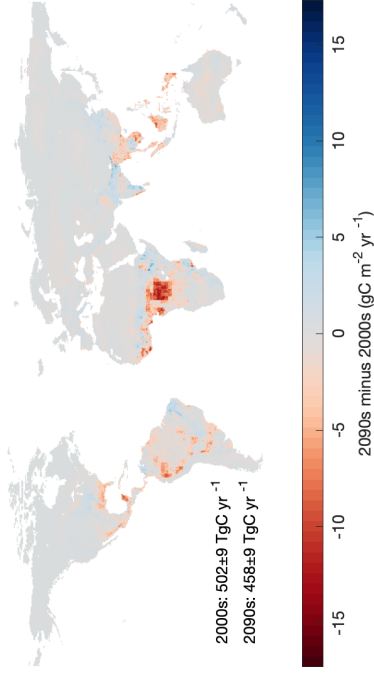 2000s: 502±9 TgC yr⁻¹
2090s: 458±9 TgC yr⁻¹
-15 -10 -5 0 5 10 15
2090s minus 2000s (gC m⁻² yr⁻¹)